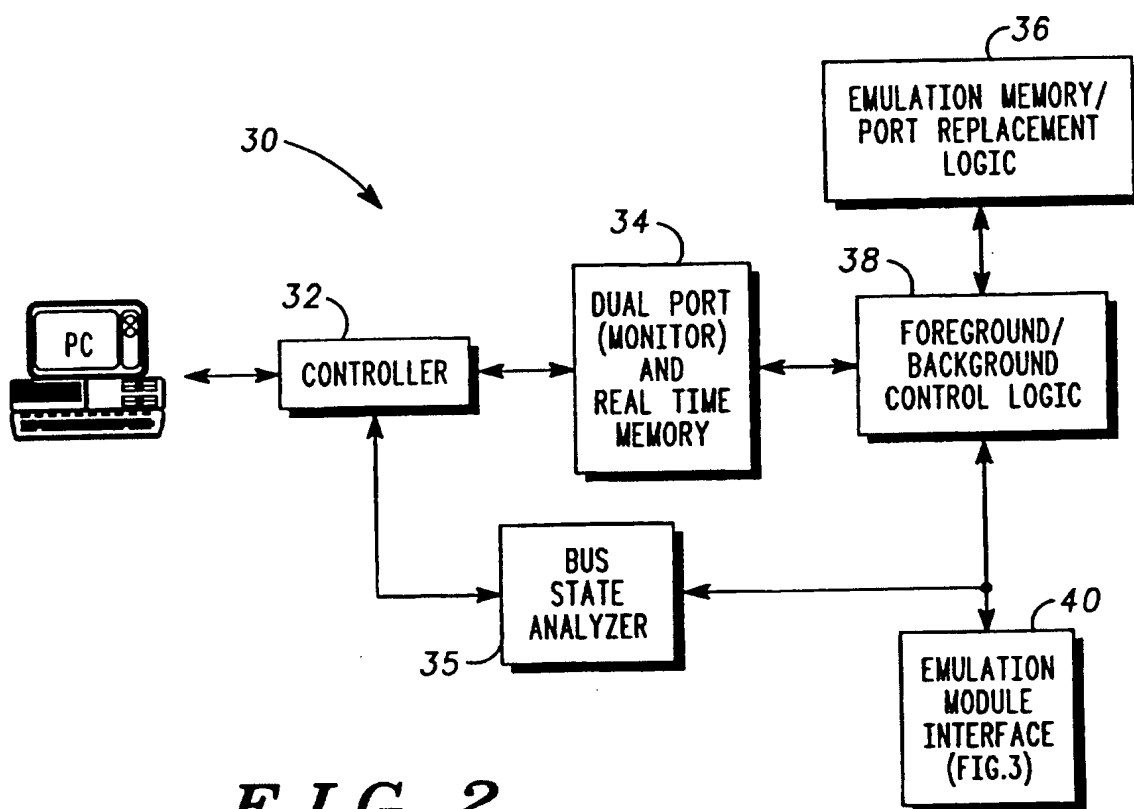 36
EMULATION MEMORY/
PORT REPLACEMENT
LOGIC
30
34
38
32
DUAL PORT
(MONITOR)
AND
REAL TIME
MEMORY
FOREGROUND/
BACKGROUND
CONTROL LOGIC
PC
CONTROLLER
BUS
STATE
ANALYZER
35
40
EMULATION
MODULE
INTERFACE
(FIG.3)
FIG. 2